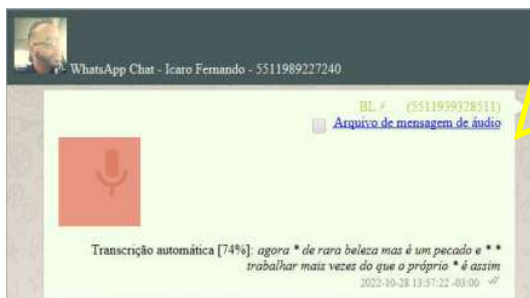 WhatsApp Chat - Icaro Fernando - 5511989227240
BL ⚡ (5511939328511)
Arquivo de mensagem de áudio
Transcrição automática [74%]: agora * de rara beleza mas é um pecado e * *
trabalhar mais vezes do que o próprio * é assim
2022-10-28 13:57:22 -03:00